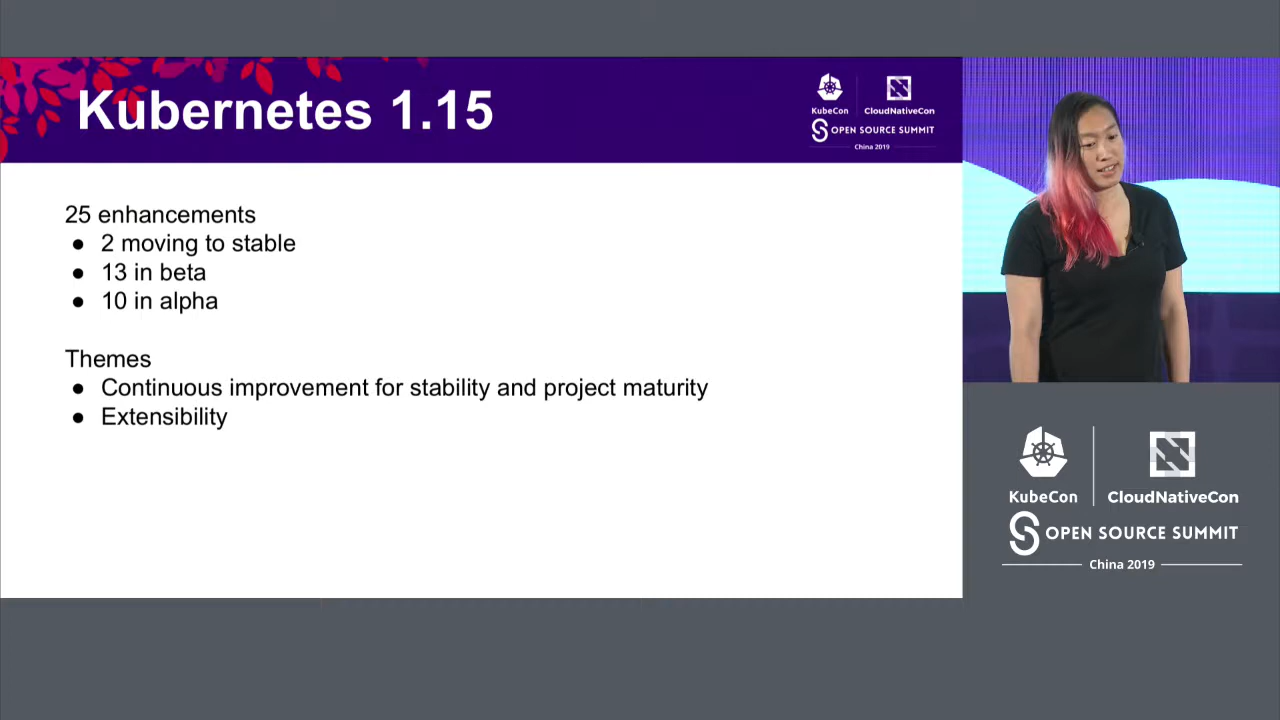 Kubernetes 1.15
KubeCon
CloudNativeCon
OPEN SOURCE SUMMIT
China 2019
25 enhancements
● 2 moving to stable
● 13 in beta
● 10 in alpha
Themes
● Continuous improvement for stability and project maturity
● Extensibility
KubeCon
CloudNativeCon
OPEN SOURCE SUMMIT
China 2019